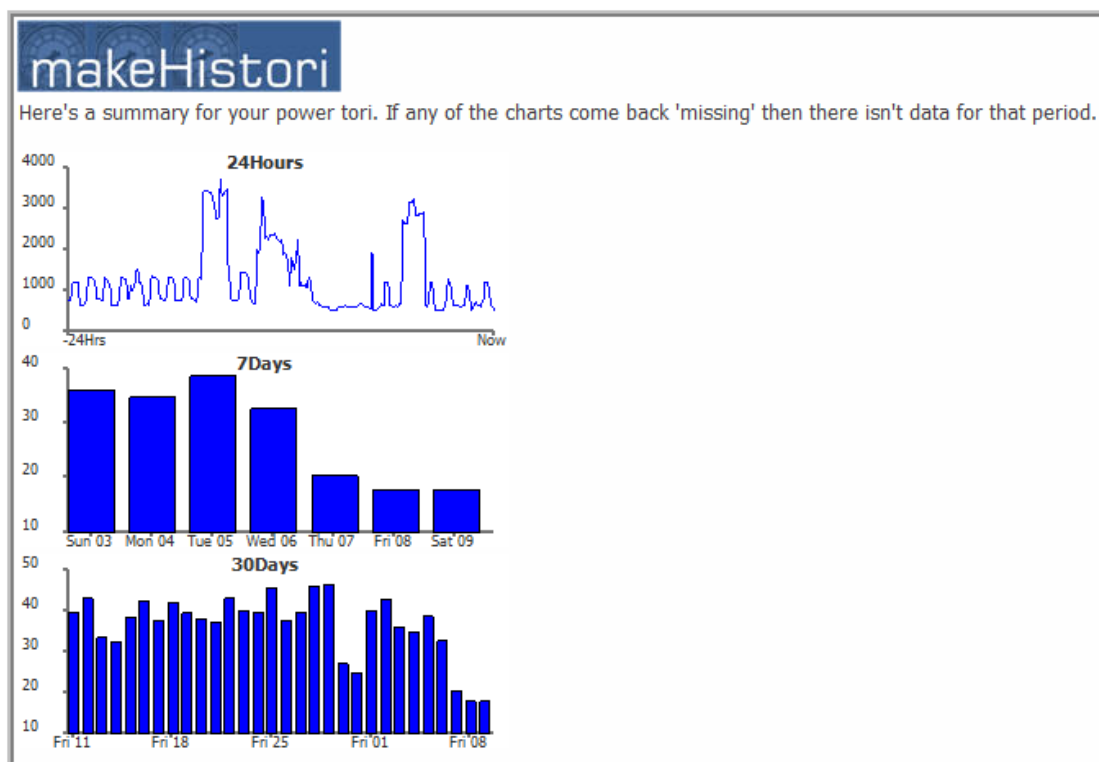 makeHistori
Here's a summary for your power tori. If any of the charts come back 'missing' then there isn't data for that period.
24Hours
4000
3000
2000
1000
0
-24Hrs Now
7Days
40
30
20
10
Sun 03 Mon 04 Tue 05 Wed 06 Thu 07 Fri 08 Sat 09
30Days
50
40
30
20
10
Fri 11 Fri 18 Fri 25 Fri 01 Fri 08